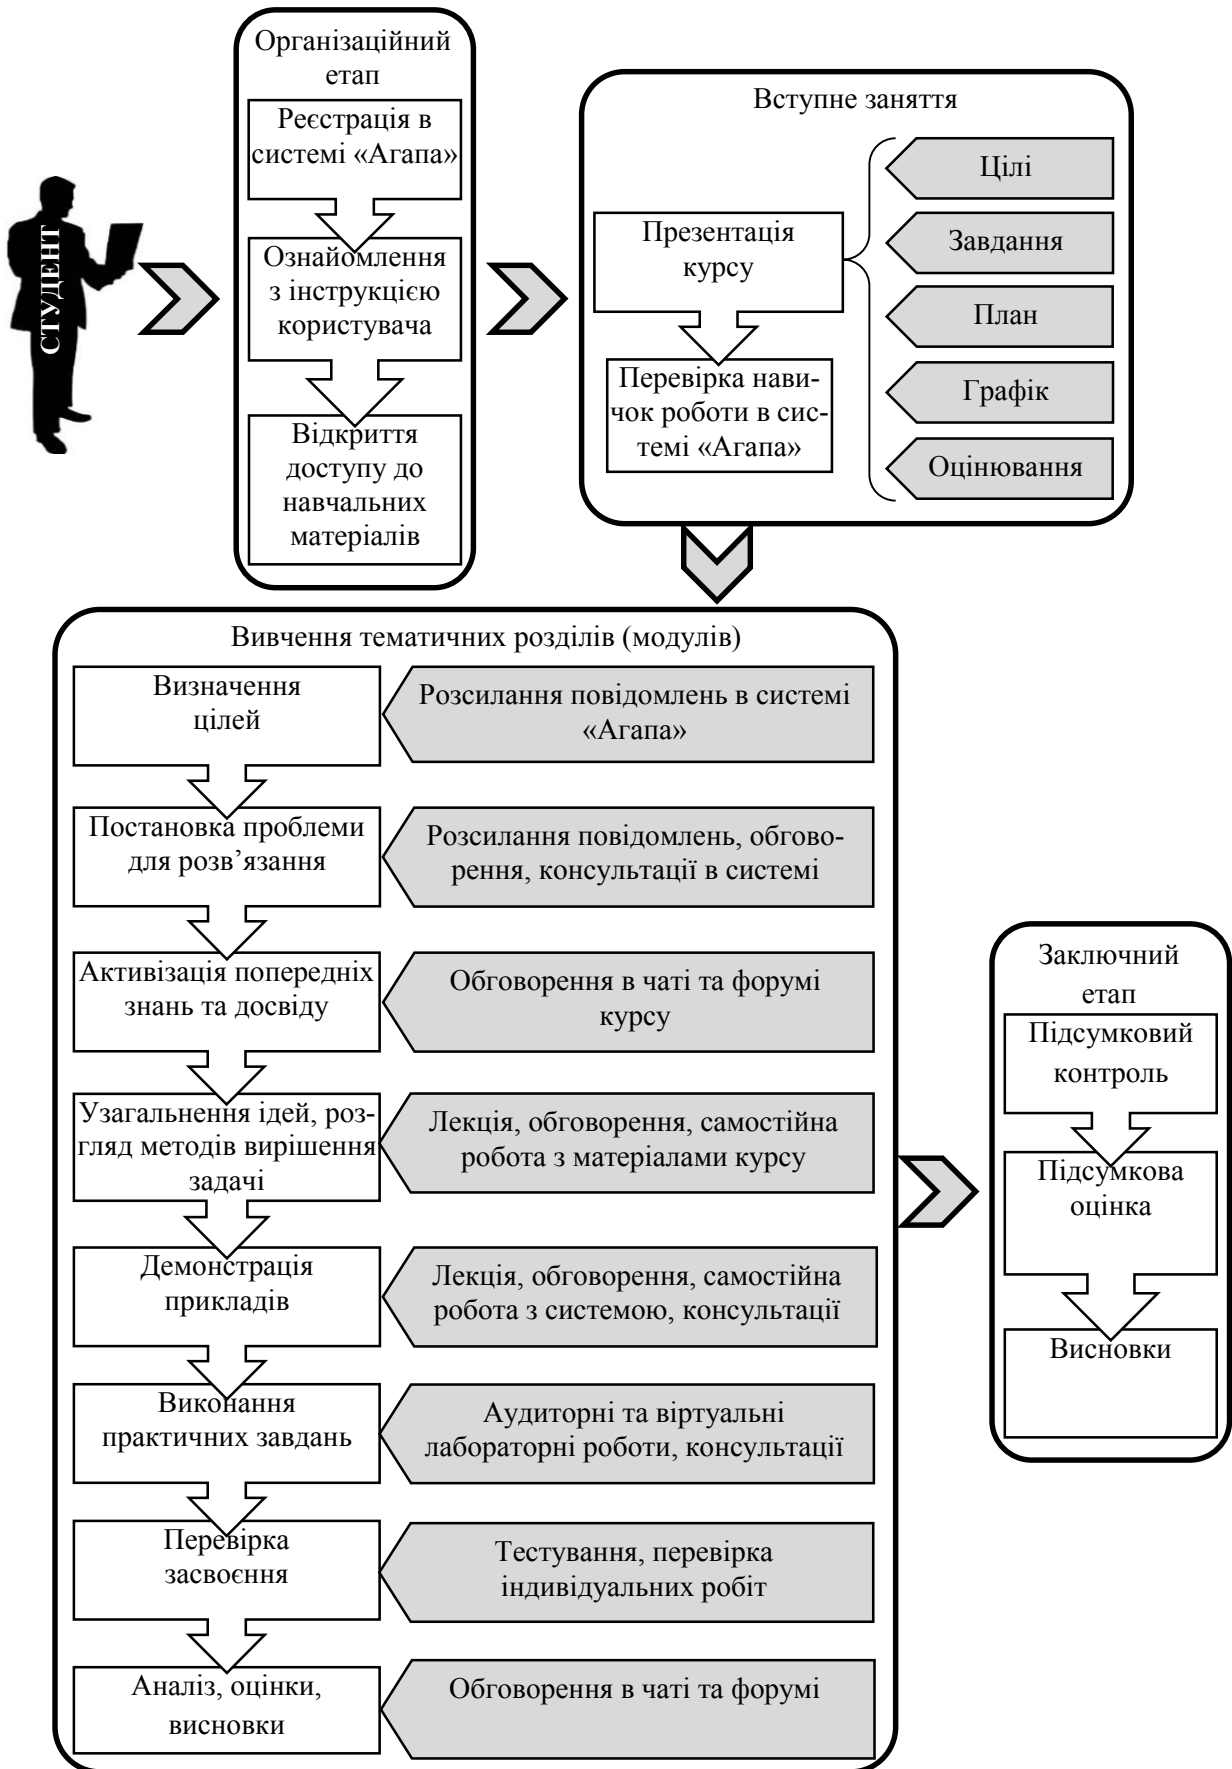 СТУДЕНТ
Організаційний
етап
Реєстрація в
системі «Агапа»
Ознайомлення
з інструкцією
користувача
Відкриття
доступу до
навчальних
матеріалів
Вступне заняття
Презентація
курсу
Перевірка нави-
чок роботи в сис-
темі «Агапа»
Цілі
Завдання
План
Графік
Оцінювання
Вивчення тематичних розділів (модулів)
Визначення
цілей
Розсилання повідомлень в системі
«Агапа»
Постановка проблеми
для розв’язання
Розсилання повідомлень, обгово-
рення, консультації в системі
Активізація попередніх
знань та досвіду
Обговорення в чаті та форумі
курсу
Узагальнення ідей, роз-
гляд методів вирішення
задачі
Лекція, обговорення, самостійна
робота з матеріалами курсу
Демонстрація
прикладів
Лекція, обговорення, самостійна
робота з системою, консультації
Виконання
практичних завдань
Аудиторні та віртуальні
лабораторні роботи, консультації
Перевірка
засвоєння
Тестування, перевірка
індивідуальних робіт
Аналіз, оцінки,
висновки
Обговорення в чаті та форумі
Заключний
етап
Підсумковий
контроль
Підсумкова
оцінка
Висновки